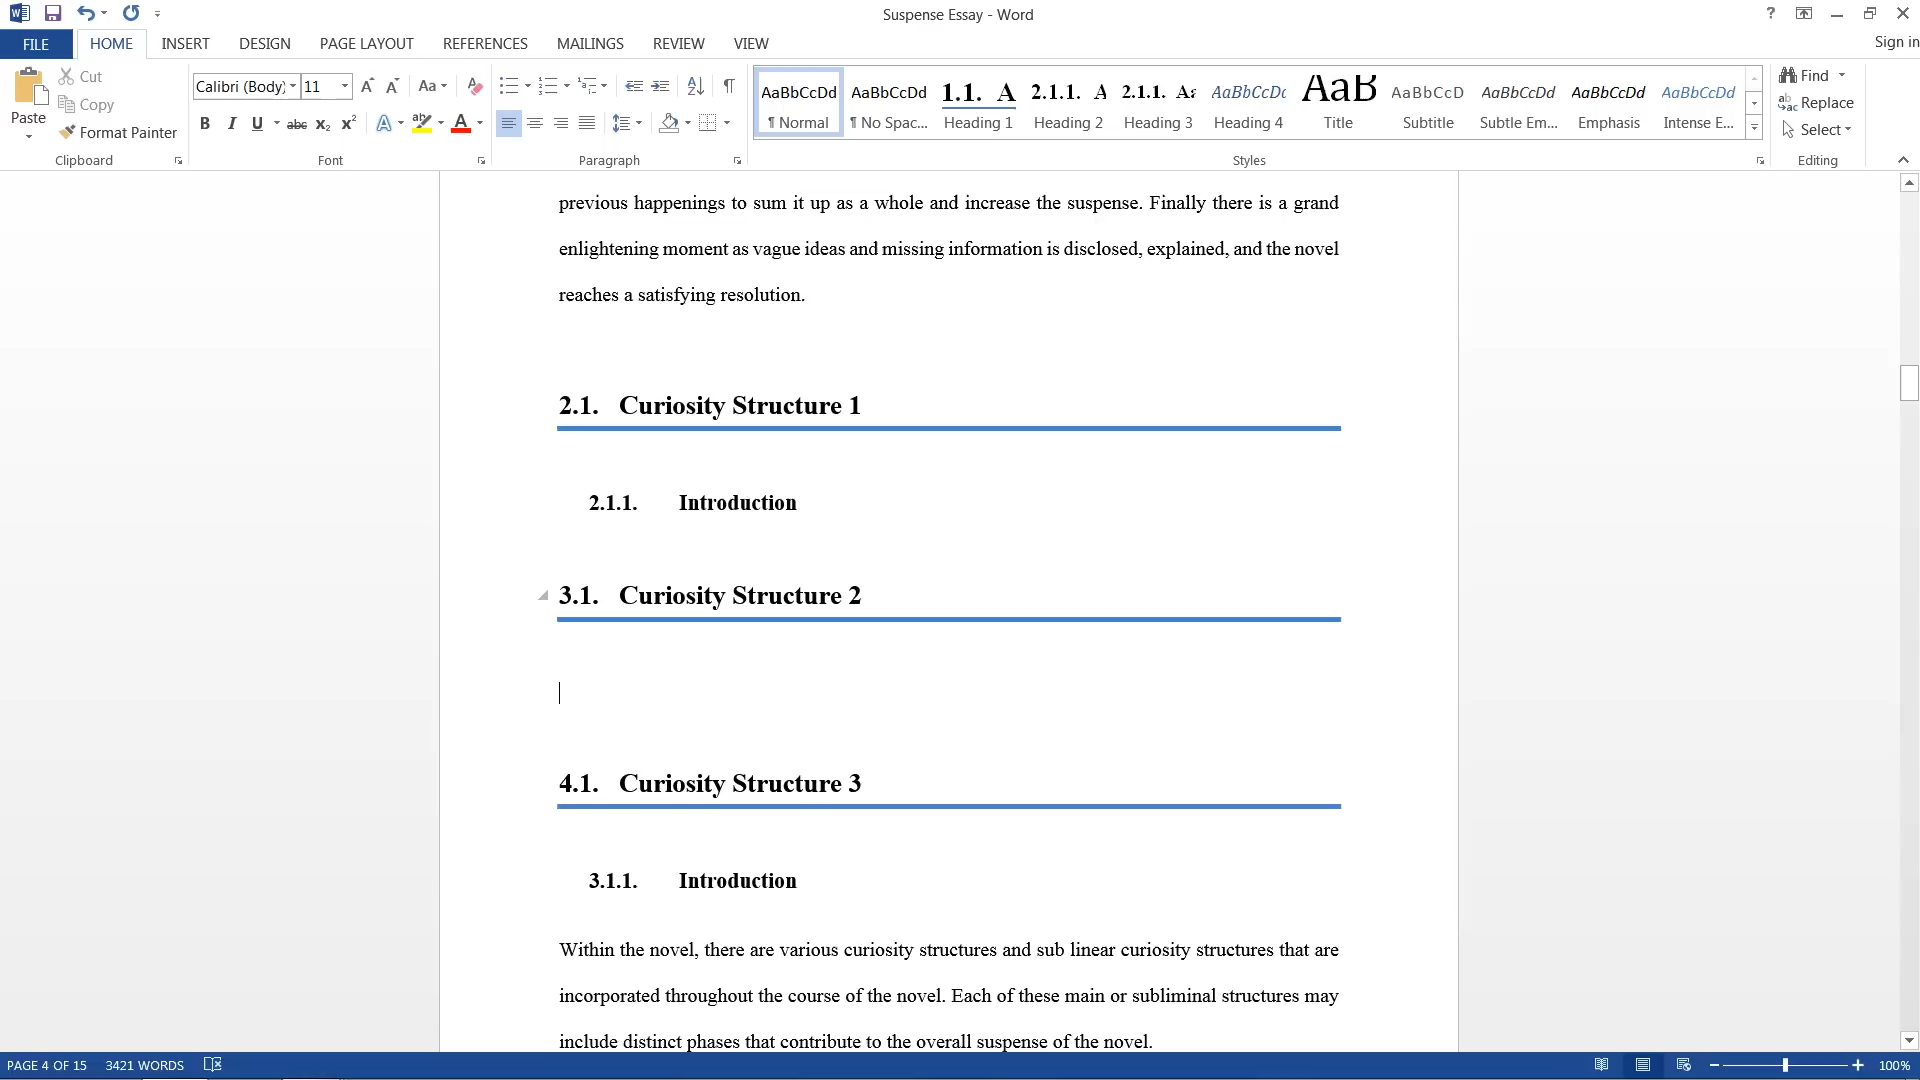 Suspense Essay - Word
?
FILE HOME INSERT DESIGN PAGE LAYOUT REFERENCES MAILINGS REVIEW VIEW Sign in
Paste
Cut
Copy
Format Painter
Clipboard
Calibri (Body) 11 Aa
B I U abc x₂ x² A A
Font
¶
Paragraph
AaBbCcDd AaBbCcDd 1.1. A 2.1.1. A 2.1.1. Aa AaBbCcDc AaB AaBbCcD AaBbCcDd AaBbCcDd AaBbCcDd
¶ Normal ¶ No Spac... Heading 1 Heading 2 Heading 3 Heading 4 Title Subtitle Subtle Em... Emphasis Intense E...
Styles
Find
Replace
Select
Editing
previous happenings to sum it up as a whole and increase the suspense. Finally there is a grand
enlightening moment as vague ideas and missing information is disclosed, explained, and the novel
reaches a satisfying resolution.
2.1. Curiosity Structure 1
2.1.1. Introduction
3.1. Curiosity Structure 2
4.1. Curiosity Structure 3
3.1.1. Introduction
Within the novel, there are various curiosity structures and sub linear curiosity structures that are
incorporated throughout the course of the novel. Each of these main or subliminal structures may
include distinct phases that contribute to the overall suspense of the novel.
PAGE 4 OF 15 3421 WORDS 100%